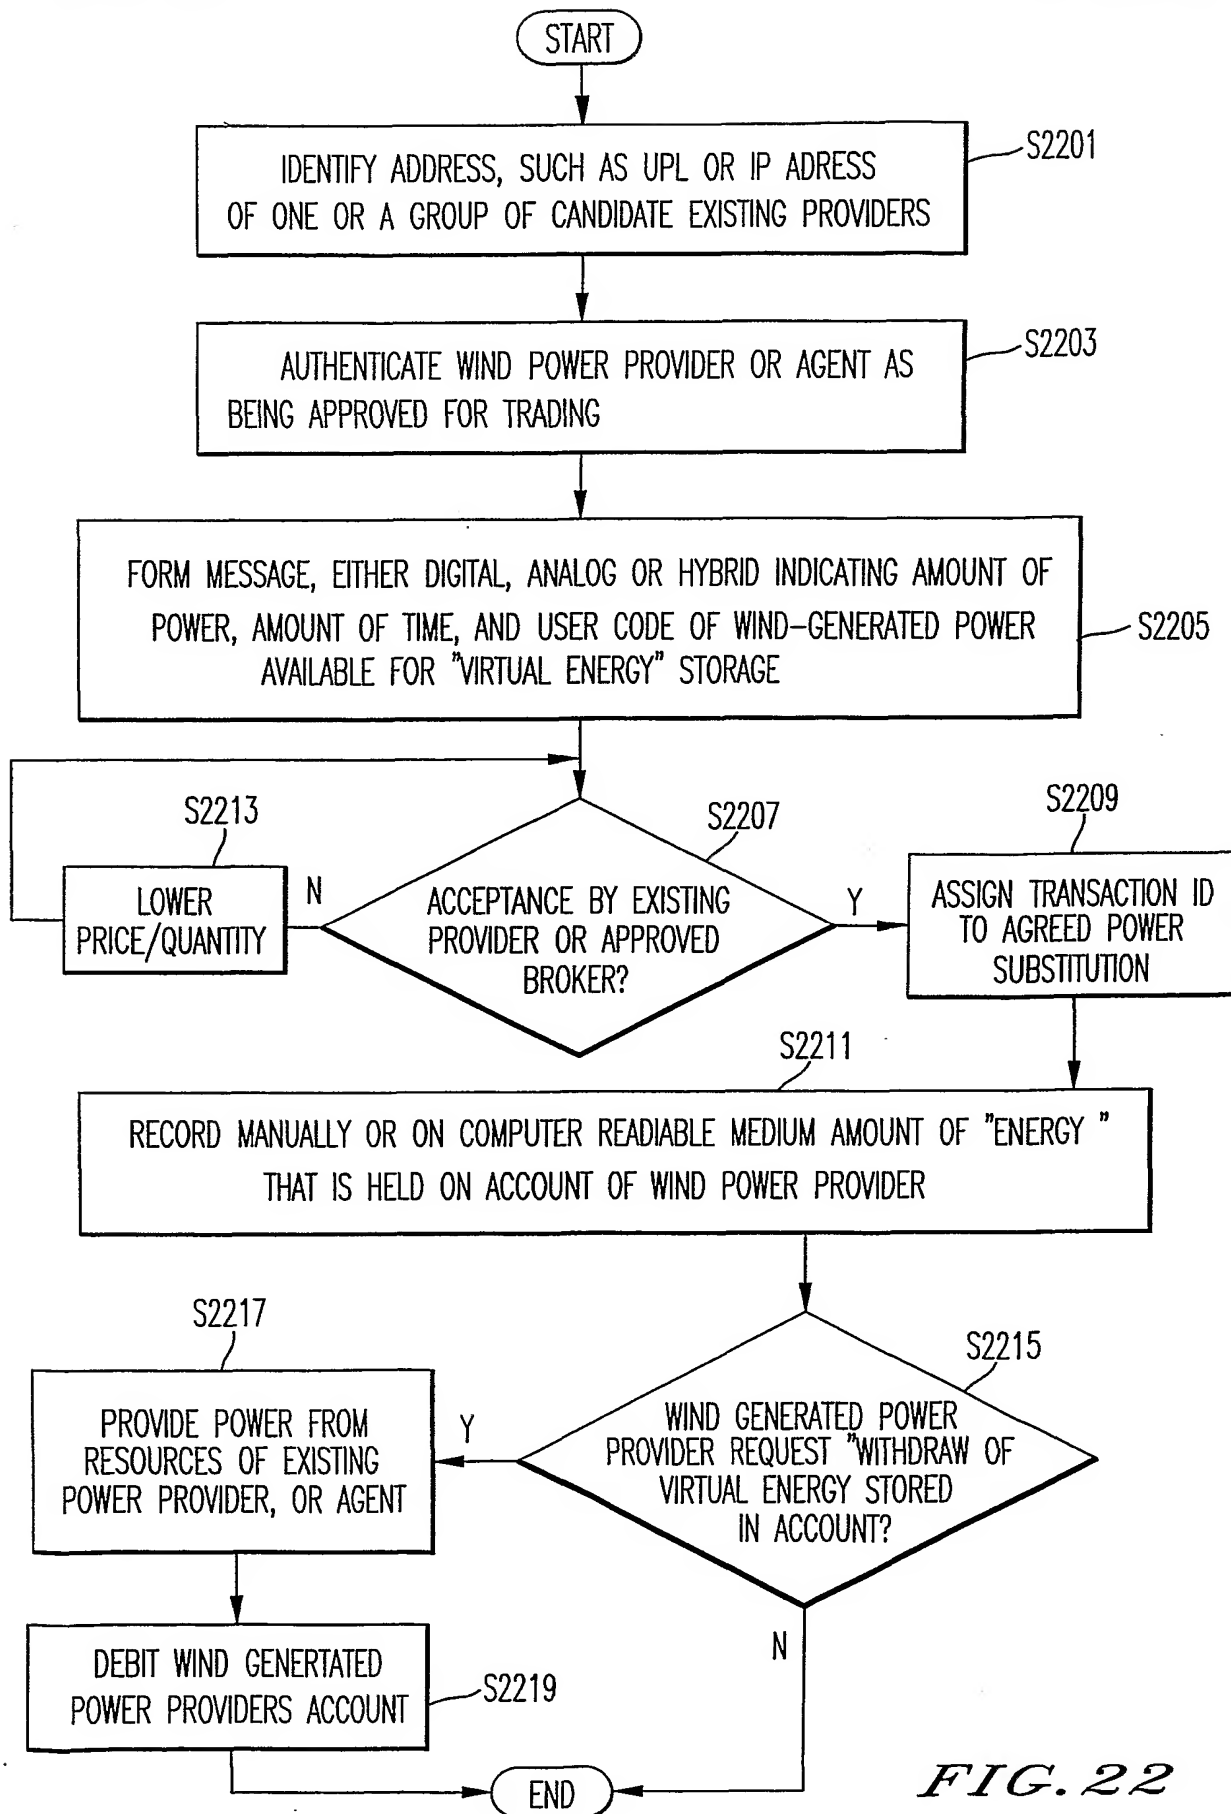 START
IDENTIFY ADDRESS, SUCH AS UPL OR IP ADRESS
OF ONE OR A GROUP OF CANDIDATE EXISTING PROVIDERS
S2201
AUTHENTICATE WIND POWER PROVIDER OR AGENT AS
BEING APPROVED FOR TRADING
S2203
FORM MESSAGE, EITHER DIGITAL, ANALOG OR HYBRID INDICATING AMOUNT OF
POWER, AMOUNT OF TIME, AND USER CODE OF WIND-GENERATED POWER
AVAILABLE FOR "VIRTUAL ENERGY" STORAGE
S2205
S2213
LOWER
PRICE/QUANTITY
N
S2207
ACCEPTANCE BY EXISTING
PROVIDER OR APPROVED
BROKER?
Y
S2209
ASSIGN TRANSACTION ID
TO AGREED POWER
SUBSTITUTION
S2211
RECORD MANUALLY OR ON COMPUTER READIABLE MEDIUM AMOUNT OF "ENERGY "
THAT IS HELD ON ACCOUNT OF WIND POWER PROVIDER
S2217
PROVIDE POWER FROM
RESOURCES OF EXISTING
POWER PROVIDER, OR AGENT
Y
S2215
WIND GENERATED POWER
PROVIDER REQUEST "WITHDRAW OF
VIRTUAL ENERGY STORED
IN ACCOUNT?
N
DEBIT WIND GENERTATED
POWER PROVIDERS ACCOUNT
S2219
END
FIG. 22